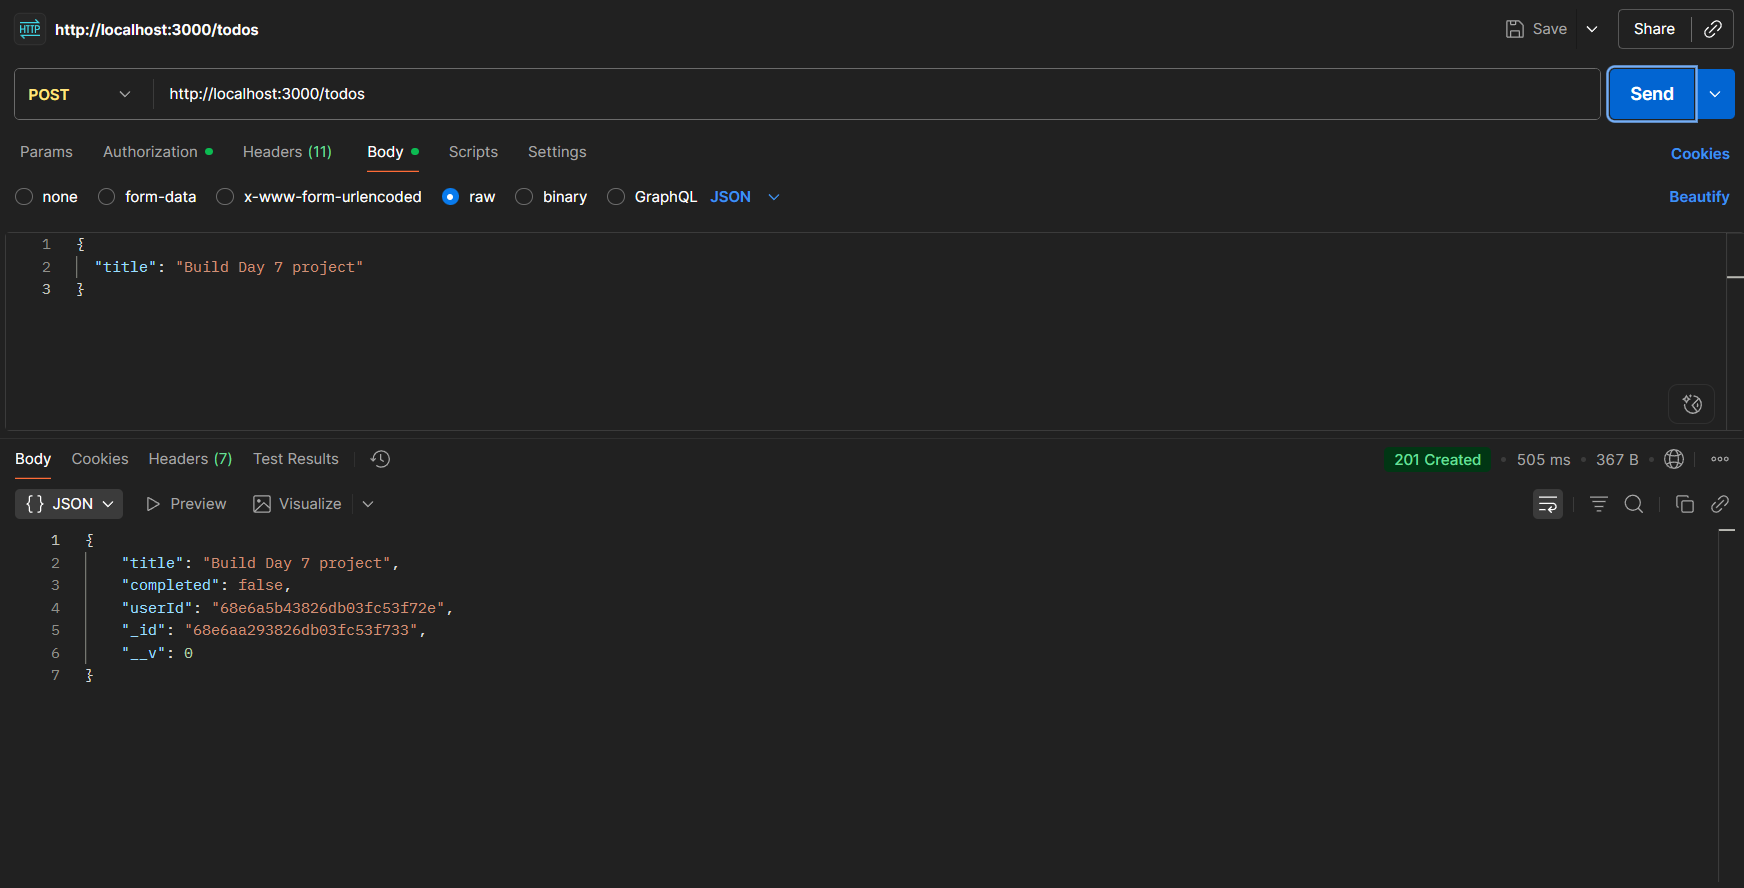 HTTP http://localhost:3000/todos Save Share
POST http://localhost:3000/todos Send
Params Authorization Headers (11) Body Scripts Settings Cookies
none form-data x-www-form-urlencoded raw binary GraphQL JSON Beautify
1 {
2 "title": "Build Day 7 project"
3 }
Body Cookies Headers (7) Test Results 201 Created 505 ms 367 B
{} JSON Preview Visualize
1 {
2 "title": "Build Day 7 project",
3 "completed": false,
4 "userId": "68e6a5b43826db03fc53f72e",
5 "_id": "68e6aa293826db03fc53f733",
6 "__v": 0
7 }